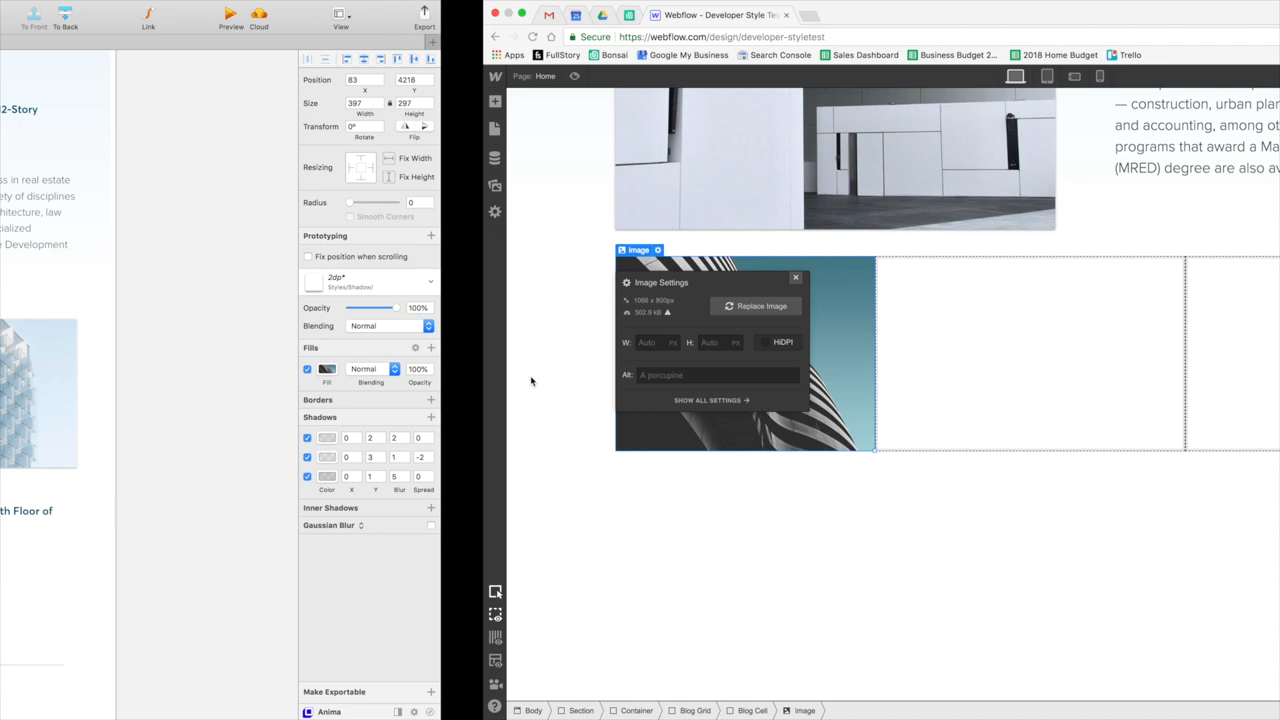 To Front
To Back
Link
Preview
Cloud
View
Export
Position
83
4218
X
Y
Size
397
297
Width
Height
Transform
0°
Rotate
Flip
Resizing
Fix Width
Fix Height
Radius
0
Smooth Corners
Prototyping
Fix position when scrolling
2dp*
Styles/Shadow/
Opacity
100%
Blending
Normal
Fills
Normal
100%
Fill
Blending
Opacity
Borders
Shadows
0 2 2 0
0 3 1 -2
0 1 5 0
Color X Y Blur Spread
Inner Shadows
Gaussian Blur
Make Exportable
Anima
2-Story
ss in real estate
ety of disciplines
chitecture, law
cialized
e Development
th Floor of
Webflow - Developer Style Tes
Secure https://webflow.com/design/developer-styletest
Apps FullStory Bonsai Google My Business Search Console Sales Dashboard Business Budget 2... 2018 Home Budget Trello
Page: Home
— construction, urban plan
and accounting, among ot
programs that award a Ma
(MRED) degree are also av
Image
Image Settings
1066 x 800px
502.9 kB
Replace Image
W: Auto PX H: Auto PX HiDPI
Alt: A porcupine
SHOW ALL SETTINGS
Body Section Container Blog Grid Blog Cell Image